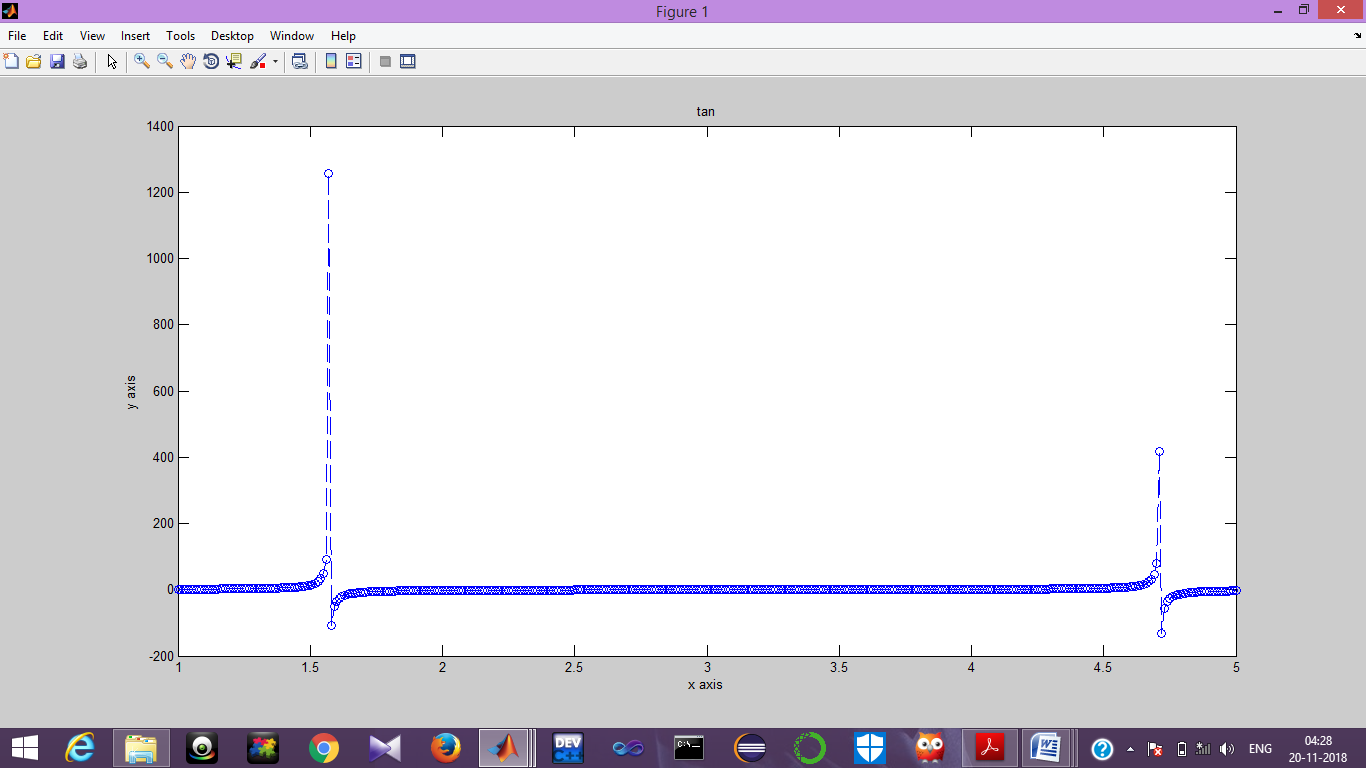 Figure 1
File Edit View Insert Tools Desktop Window Help
tan
1400
1200
1000
800
600
400
200
0
-200
y axis
1 1.5 2 2.5 3 3.5 4 4.5 5
x axis
DEV
C++
C:\
ENG
04:28
20-11-2018